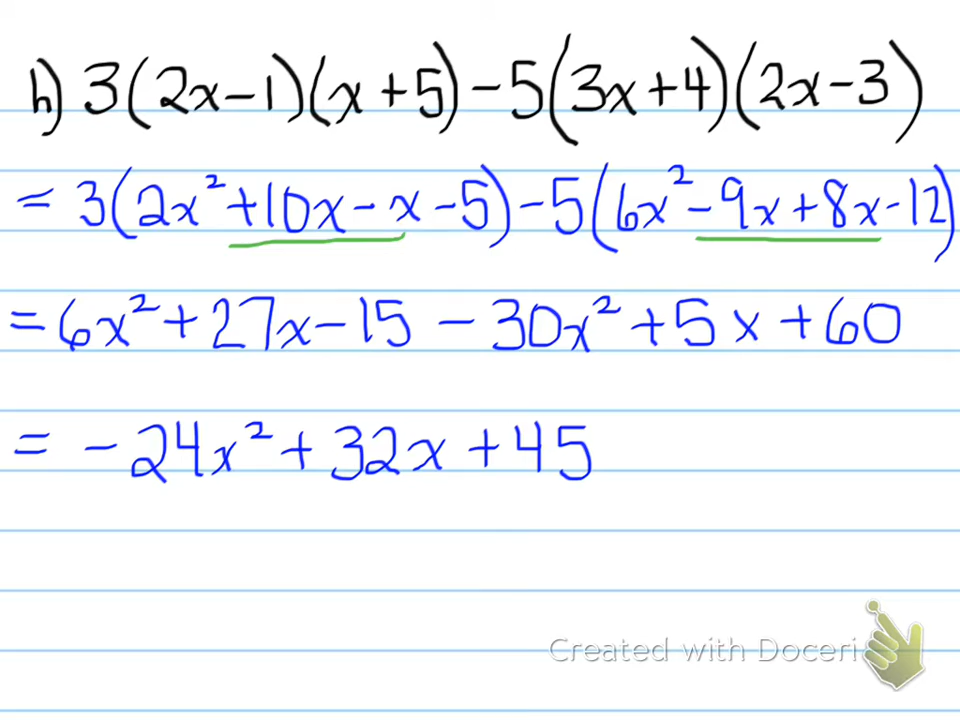 h) 3(2x-1)(x+5)-5(3x+4)(2x-3)
= 3(2x²+10x-x-5)-5(6x²-9x+8x-12)
= 6x²+27x-15-30x²+5x+60
= -24x²+32x+45
Created with Doceri